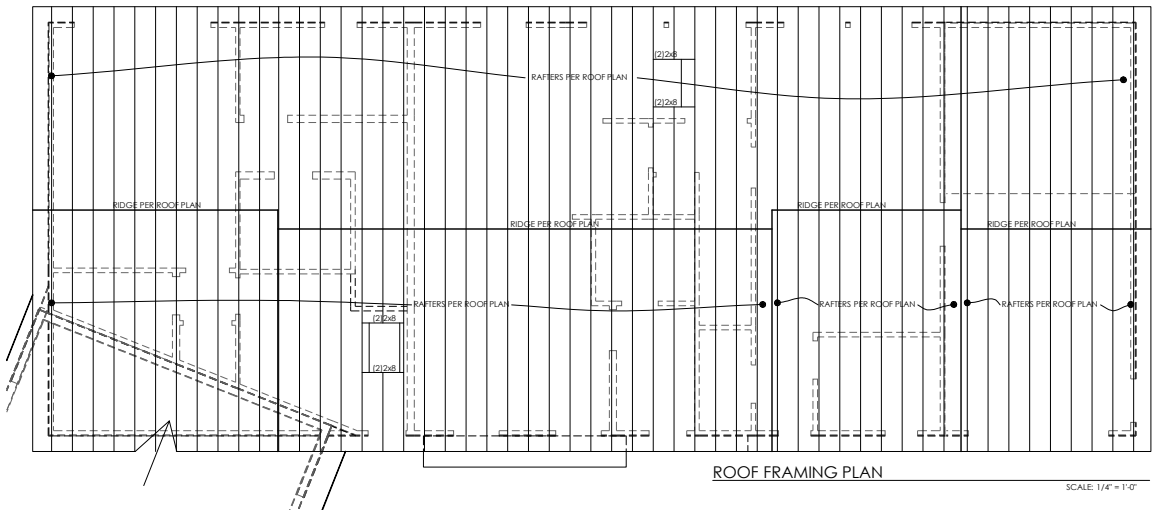 (2)2x8
RAFTERS PER ROOF PLAN
(2)2x8
RIDGE PER ROOF PLAN
RIDGE PER ROOF PLAN
RIDGE PER ROOF PLAN
RIDGE PER ROOF PLAN
RAFTERS PER ROOF PLAN
RAFTERS PER ROOF PLAN
RAFTERS PER ROOF PLAN
(2)2x8
(2)2x8
ROOF FRAMING PLAN
SCALE: 1/4" = 1'-0"